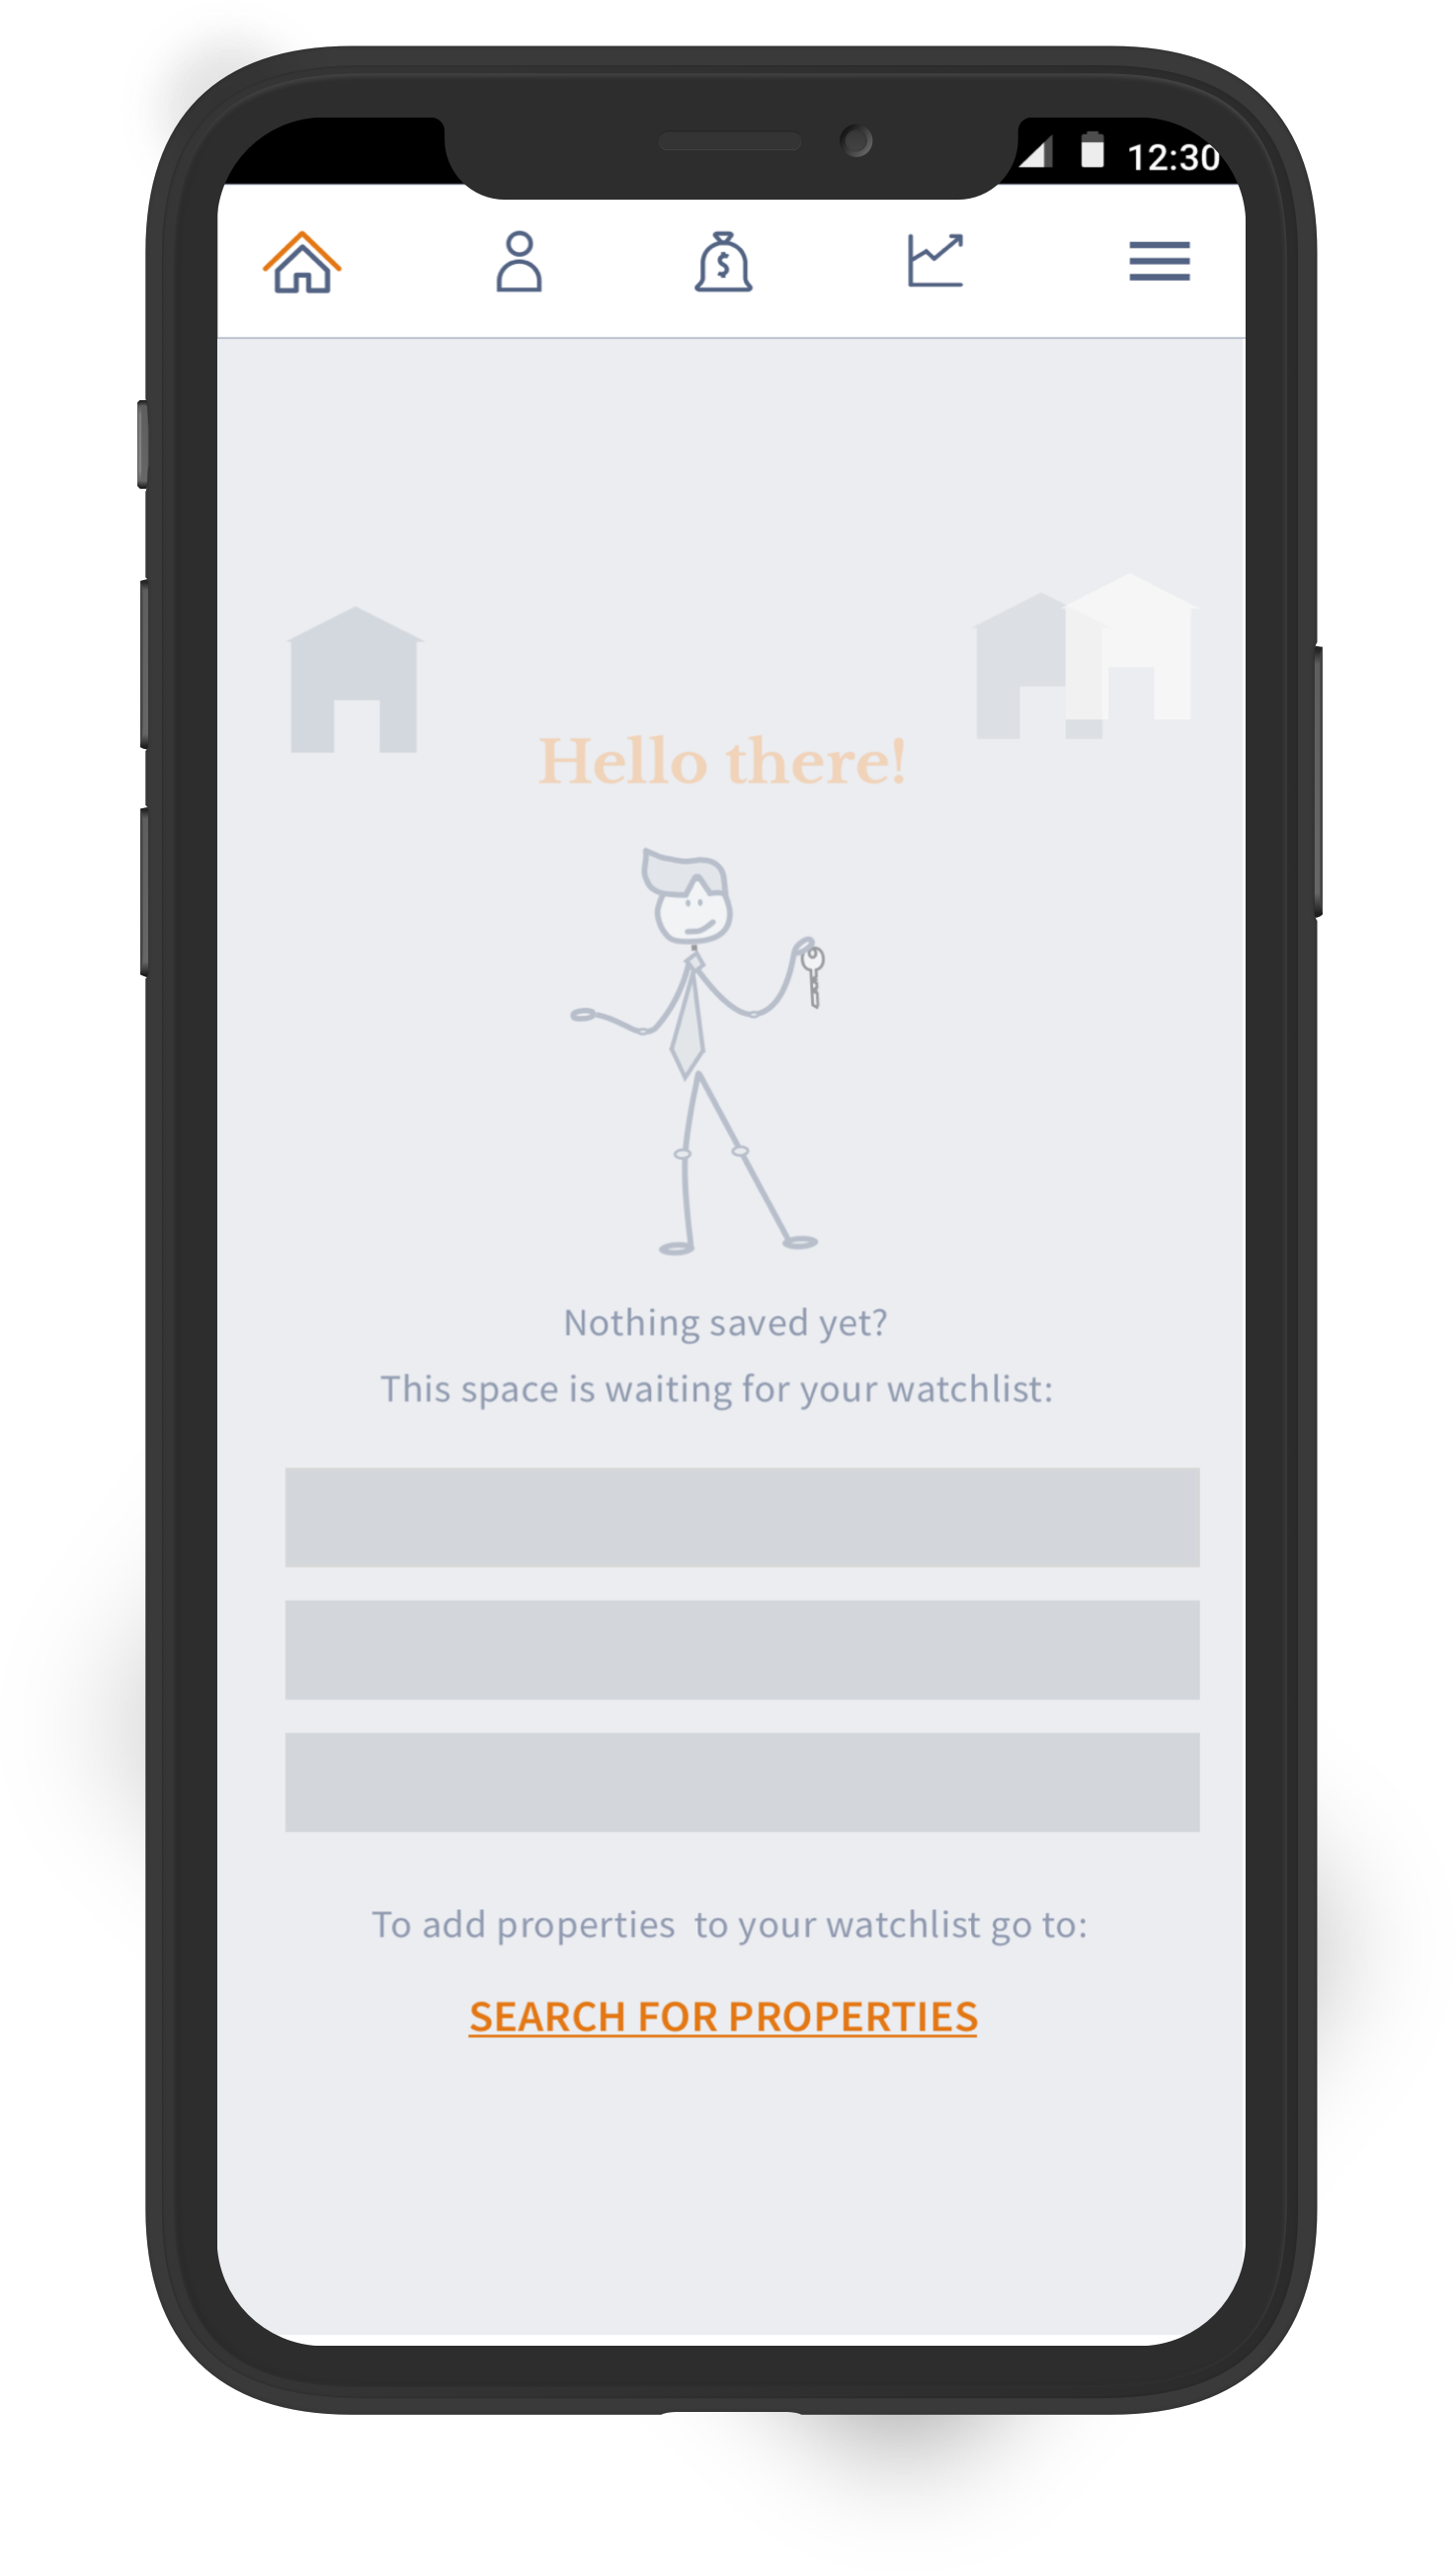 12:30
$
Hello there!
Nothing saved yet?
This space is waiting for your watchlist:
To add properties  to your watchlist go to:
SEARCH FOR PROPERTIES